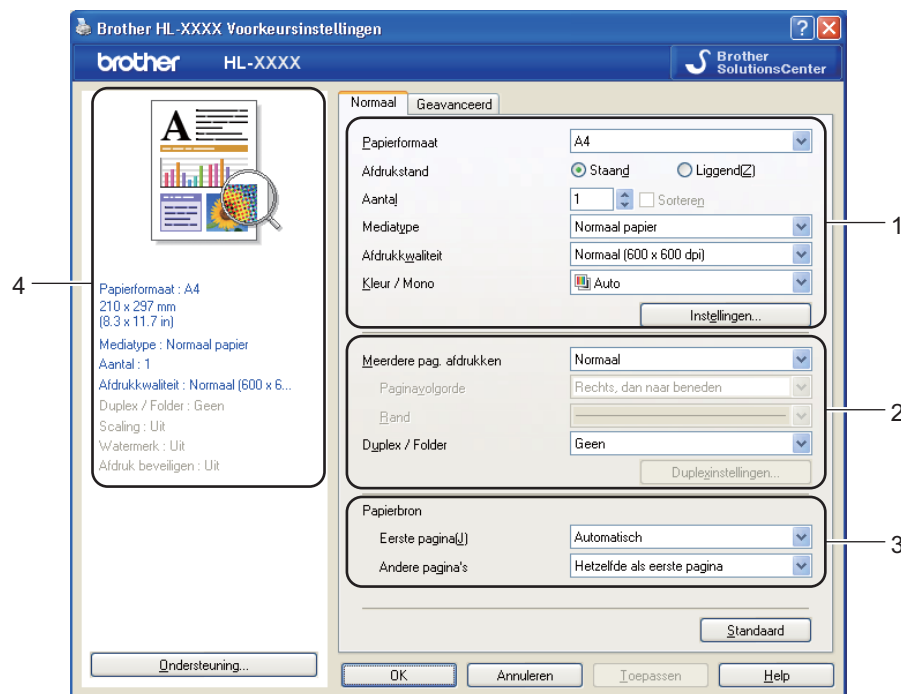 Brother HL-XXXX Voorkeursinstellingen
brother HL-XXXX
Brother
SolutionsCenter
A
4
Papierformaat : A4
210 x 297 mm
(8.3 x 11.7 in)
Mediatype : Normaal papier
Aantal : 1
Afdrukkwaliteit : Normaal (600 x 6...
Duplex / Folder : Geen
Scaling : Uit
Watermerk : Uit
Afdruk beveiligen : Uit
Ondersteuning...
Normaal Geavanceerd
Papierformaat A4
Afdrukstand Staand Liggend(Z)
Aantal 1 Sorteren
Mediatype Normaal papier
Afdrukkwaliteit Normaal (600 x 600 dpi)
Kleur / Mono Auto
Instellingen...
1
Meerdere pag. afdrukken Normaal
Paginavolgorde Rechts, dan naar beneden
Rand
Duplex / Folder Geen
Duplexinstellingen...
2
Papierbron
Eerste pagina(J) Automatisch
Andere pagina's Hetzelfde als eerste pagina
3
Standaard
OK Annuleren Toepassen Help